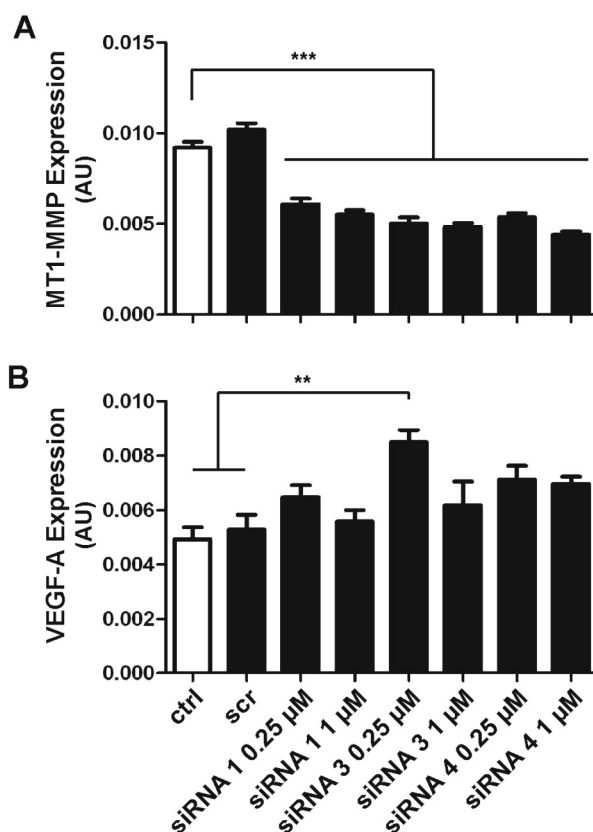 A
MT1-MMP Expression
(AU)
0.015
0.010
0.005
0.000
***
B
VEGF-A Expression
(AU)
0.010
0.008
0.006
0.004
0.002
0.000
**
ctrl
scr
siRNA 1 0.25 µM
siRNA 1 1 µM
siRNA 3 0.25 µM
siRNA 3 1 µM
siRNA 4 0.25 µM
siRNA 4 1 µM